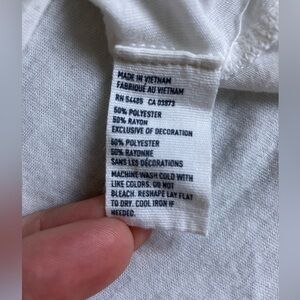 MADE IN VIETNAM
FABRIQUÉ AU VIETNAM
RN 54485 CA 03873
50% POLYESTER
50% RAYON
EXCLUSIVE OF DECORATION
50% POLYESTER
50% RAYONNE
SANS LES DÉCORATIONS
MACHINE WASH COLD WITH
LIKE COLORS. DO NOT
BLEACH. RESHAPE LAY FLAT
TO DRY. COOL IRON IF
NEEDED.